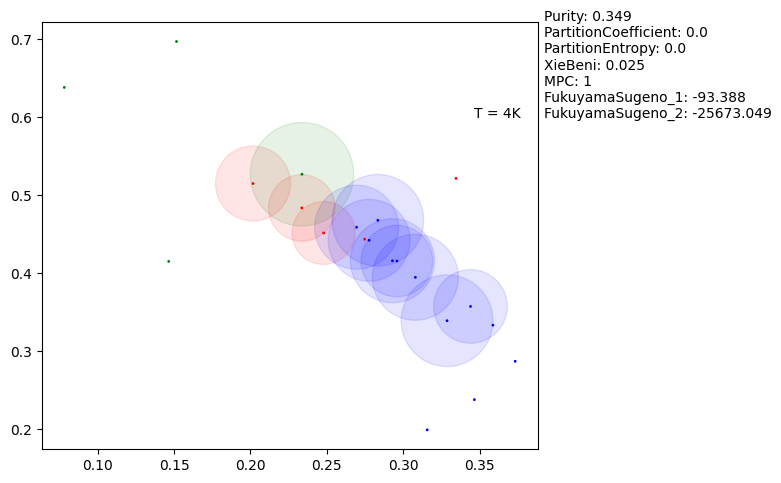 Purity: 0.349
PartitionCoefficient: 0.0
PartitionEntropy: 0.0
XieBeni: 0.025
MPC: 1
FukuyamaSugeno_1: -93.388
FukuyamaSugeno_2: -25673.049
T = 4K
0.7
0.6
0.5
0.4
0.3
0.2
0.10 0.15 0.20 0.25 0.30 0.35